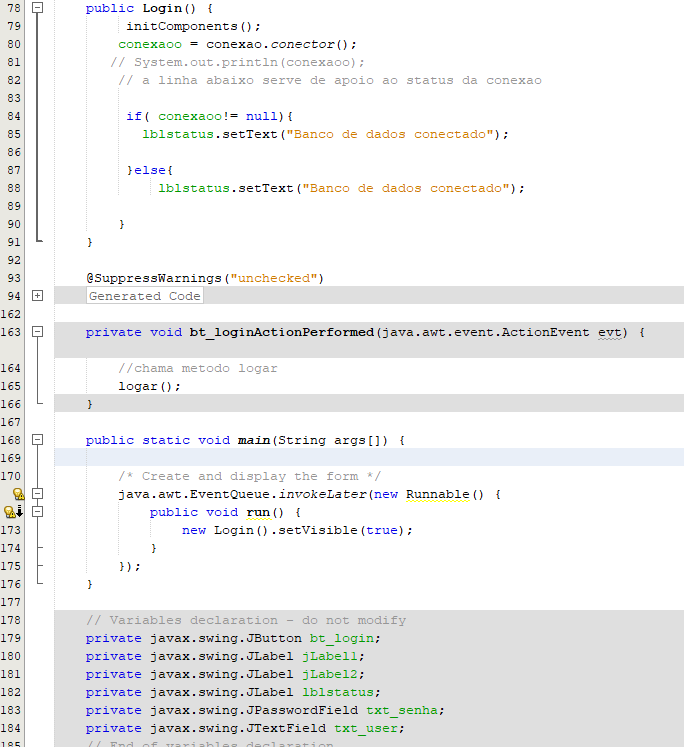 78 public Login() {
79 initComponents();
80 conexaoo = conexao.conector();
81 // System.out.println(conexaoo);
82 // a linha abaixo serve de apoio ao status da conexao
83
84 if( conexaoo!= null){
85 lblstatus.setText("Banco de dados conectado");
86
87 }else{
88 lblstatus.setText("Banco de dados conectado");
89
90 }
91 }
92
93 @SuppressWarnings("unchecked")
94 Generated Code
162
163 private void bt_loginActionPerformed(java.awt.event.ActionEvent evt) {
164 //chama metodo logar
165 logar();
166 }
167
168 public static void main(String args[]) {
169
170 /* Create and display the form */
java.awt.EventQueue.invokeLater(new Runnable() {
public void run() {
173 new Login().setVisible(true);
174 }
175 });
176 }
177
178 // Variables declaration - do not modify
179 private javax.swing.JButton bt_login;
180 private javax.swing.JLabel jLabel1;
181 private javax.swing.JLabel jLabel2;
182 private javax.swing.JLabel lblstatus;
183 private javax.swing.JPasswordField txt_senha;
184 private javax.swing.JTextField txt_user;
185 // End of variables declaration